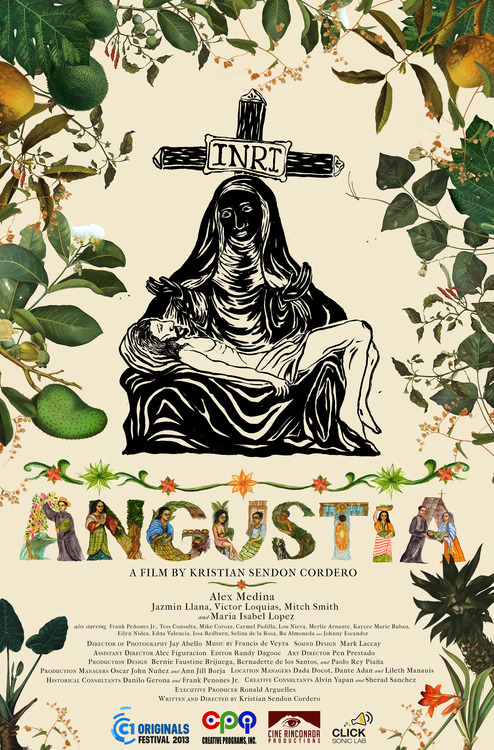 INRI
ANGUSTIA
A FILM BY KRISTIAN SENDON CORDERO
Alex Medina
Jazmin Llana, Victor Loquias, Mitch Smith
and Maria Isabel Lopez
also starring Frank Peñones Jr., Tess Consulta, Mike Coroza, Carmel Padilla, Lou Nieva, Merlie Arnante, Kaycee Marie Buban,
Eilyn Nidea, Edna Valencia, Issa Redburn, Selina de la Rosa, Bu Almoneda and Johnny Escandor
Director of Photography Jay Abello Music by Francis de Veyra Sound Design Mark Laccay
Assistant Director Alec Figuracion Editor Randy Dagooc Art Director Pen Prestado
Production Design Bernie Faustine Brijuega, Bernadette de los Santos, and Paolo Rey Piaña
Production Managers Oscar John Nuñez and Ann Jill Borja Location Managers Dada Docot, Dante Adan and Lileth Manauis
Historical Consultants Danilo Gerona and Frank Penones Jr. Creative Consultants Alvin Yapan and Sherad Sanchez
Executive Producer Ronald Arguelles
Written and Directed by Kristian Sendon Cordero
C1 ORIGINALS
FESTIVAL 2013
cpi
CREATIVE PROGRAMS, INC.
CINE RINCONADA
PRODUCTIONS
CLICK
SONIC LAB